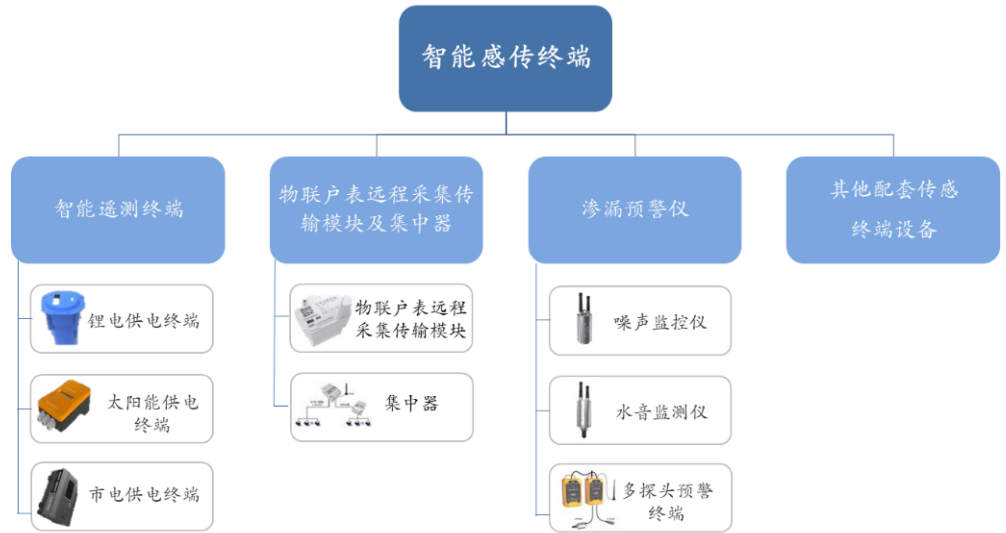 智能感传终端
智能遥测终端
物联户表远程采集传
输模块及集中器
渗漏预警仪
其他配套传感
终端设备
锂电供电终端
太阳能供电
终端
市电供电终端
物联户表远程
采集传输模块
集中器
噪声监控仪
水音监测仪
多探头预警
终端